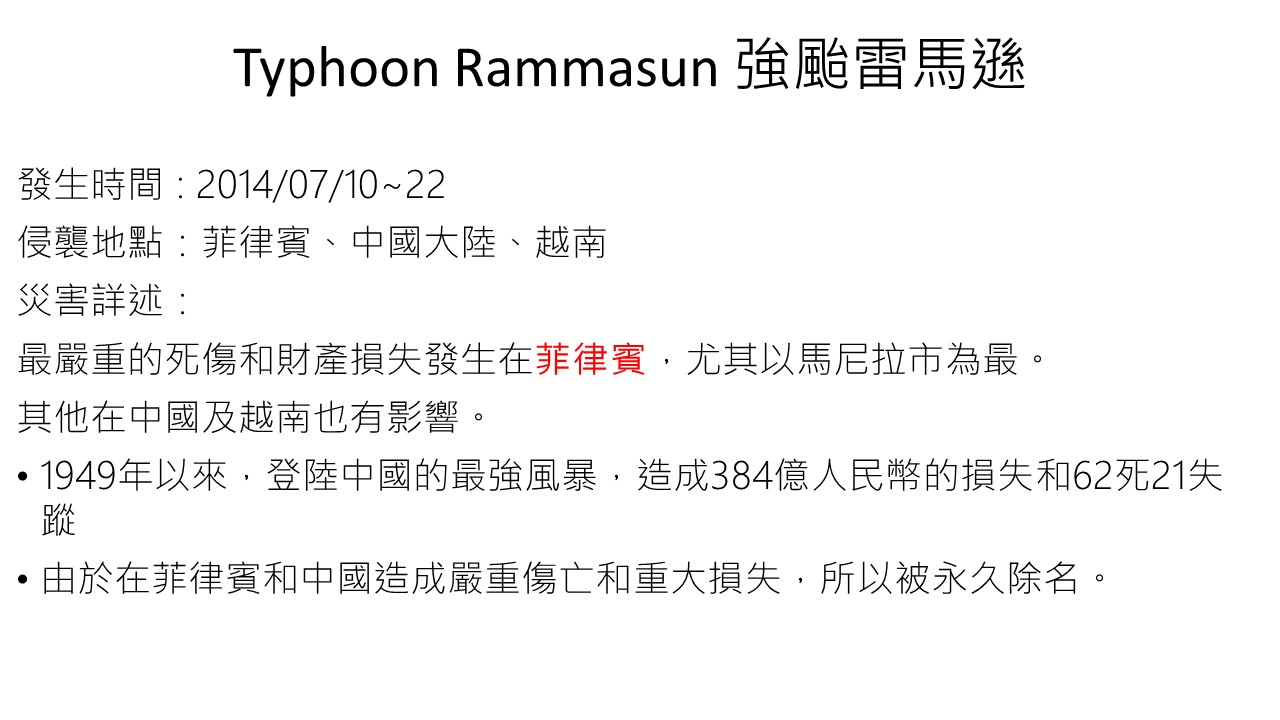 Typhoon Rammasun 強颱雷馬遜
發生時間：2014/07/10~22
侵襲地點：菲律賓、中國大陸、越南
災害詳述：
最嚴重的死傷和財產損失發生在菲律賓，尤其以馬尼拉市為最。
其他在中國及越南也有影響。
• 1949年以來，登陸中國的最強風暴，造成384億人民幣的損失和62死21失
蹤
• 由於在菲律賓和中國造成嚴重傷亡和重大損失，所以被永久除名。